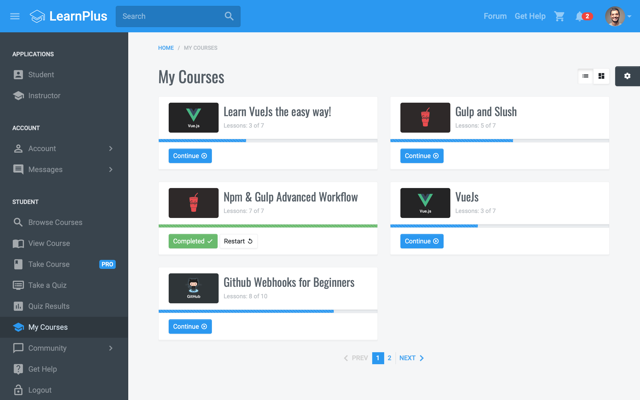 LearnPlus
Search
Forum
Get Help
2
APPLICATIONS
Student
Instructor
ACCOUNT
Account
Messages
STUDENT
Browse Courses
View Course
Take Course
PRO
Take a Quiz
Quiz Results
My Courses
Community
Get Help
Logout
HOME / MY COURSES
My Courses
Vue.js
Learn VueJs the easy way!
Lessons: 3 of 7
Continue
Gulp and Slush
Lessons: 5 of 7
Continue
Npm & Gulp Advanced Workflow
Lessons: 7 of 7
Completed
Restart
Vue.js
VueJs
Lessons: 3 of 7
Continue
GitHub
Github Webhooks for Beginners
Lessons: 8 of 10
Continue
PREV 1 2 NEXT